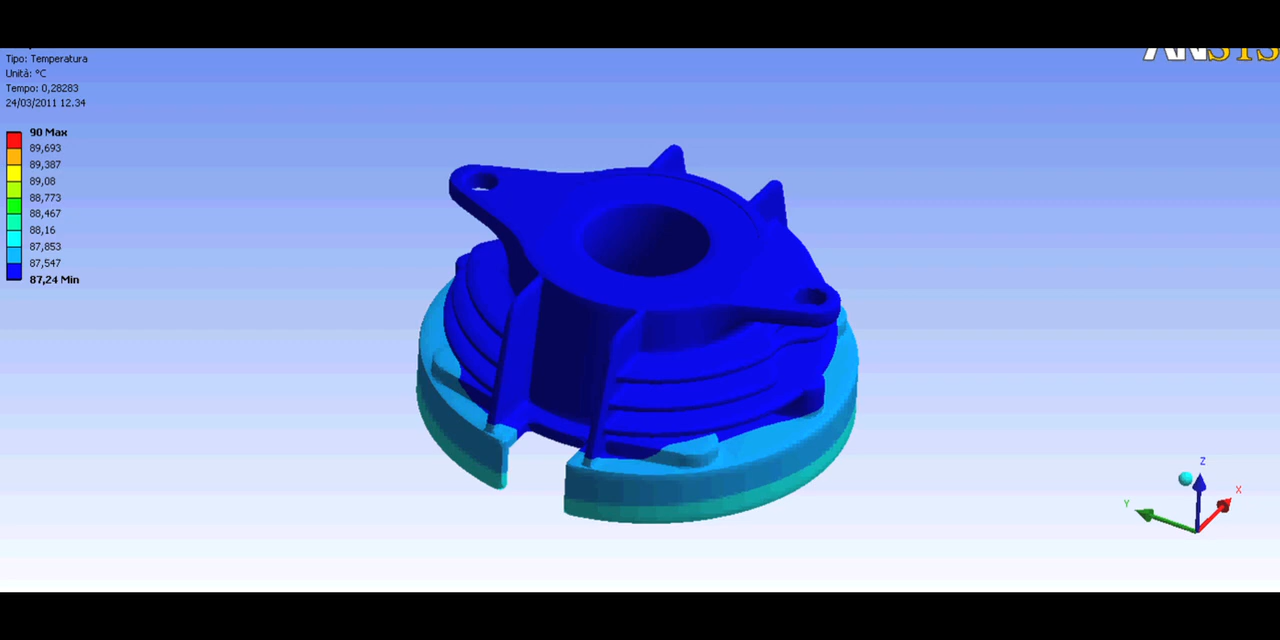 Tipo: Temperatura
Unità: °C
Tempo: 0,28283
24/03/2011 12.34
ANSYS
90 Max
89,693
89,387
89,08
88,773
88,467
88,16
87,853
87,547
87,24 Min
Z
X
Y